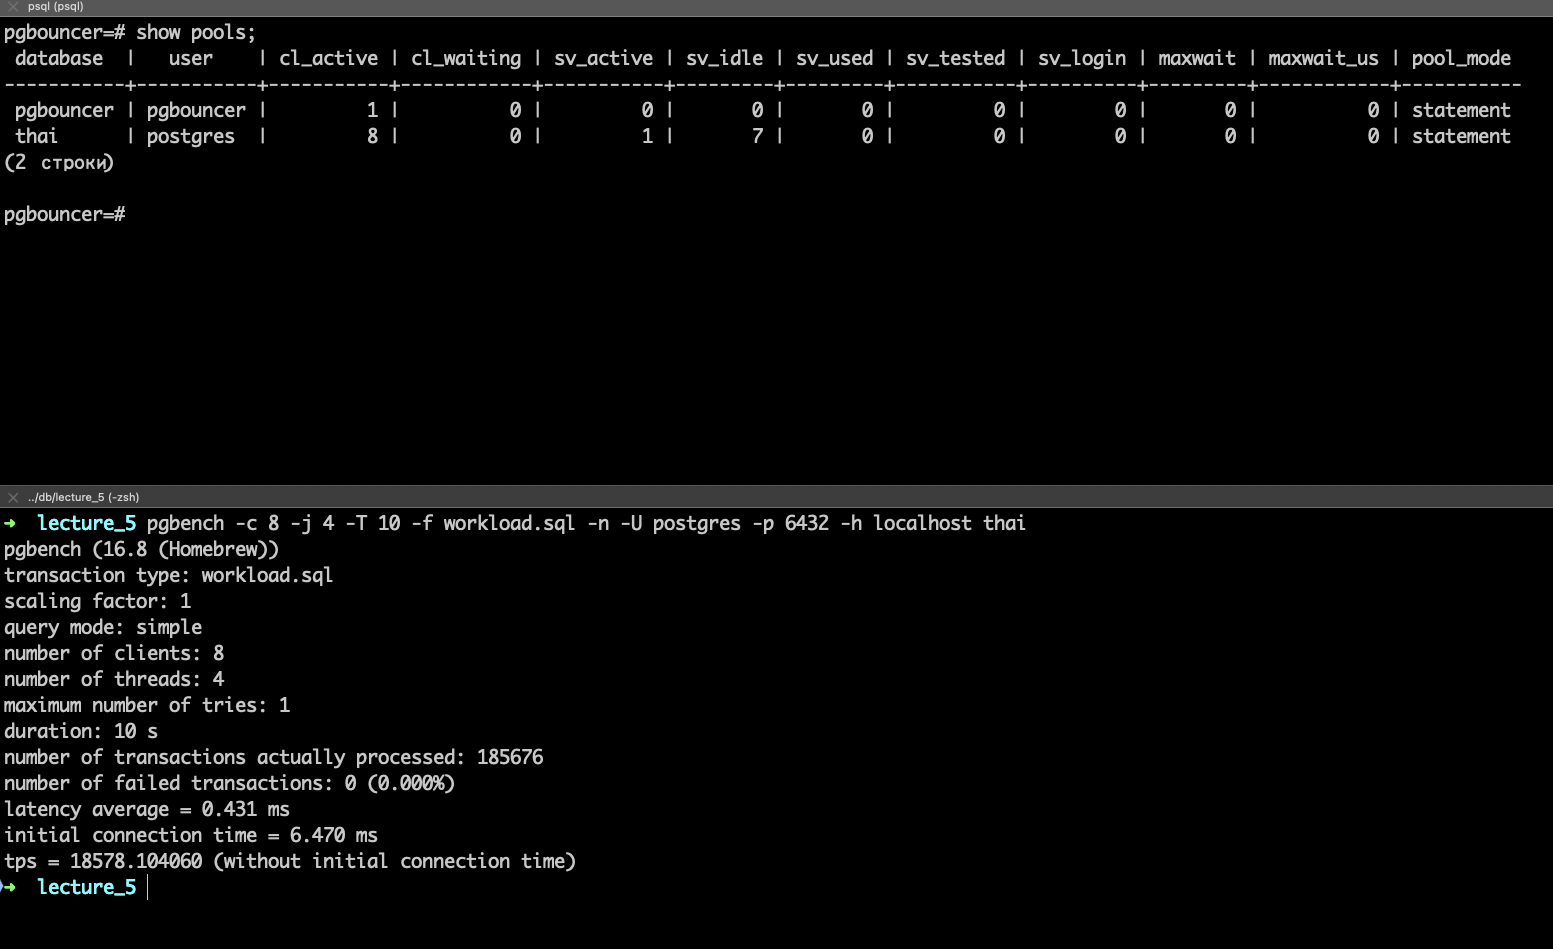 psql (psql)
pgbouncer=# show pools;
 database  |   user    | cl_active | cl_waiting | sv_active | sv_idle | sv_used | sv_tested | sv_login | maxwait | maxwait_us | pool_mode
-----------+-----------+-----------+------------+-----------+---------+---------+-----------+----------+---------+------------+-----------
 pgbouncer | pgbouncer |         1 |          0 |         0 |       0 |       0 |         0 |        0 |       0 |          0 | statement
 thai      | postgres  |         8 |          0 |         1 |       7 |       0 |         0 |        0 |       0 |          0 | statement
(2 строки)
pgbouncer=#
../db/lecture_5 (-zsh)
➜  lecture_5 pgbench -c 8 -j 4 -T 10 -f workload.sql -n -U postgres -p 6432 -h localhost thai
pgbench (16.8 (Homebrew))
transaction type: workload.sql
scaling factor: 1
query mode: simple
number of clients: 8
number of threads: 4
maximum number of tries: 1
duration: 10 s
number of transactions actually processed: 185676
number of failed transactions: 0 (0.000%)
latency average = 0.431 ms
initial connection time = 6.470 ms
tps = 18578.104060 (without initial connection time)
➜  lecture_5